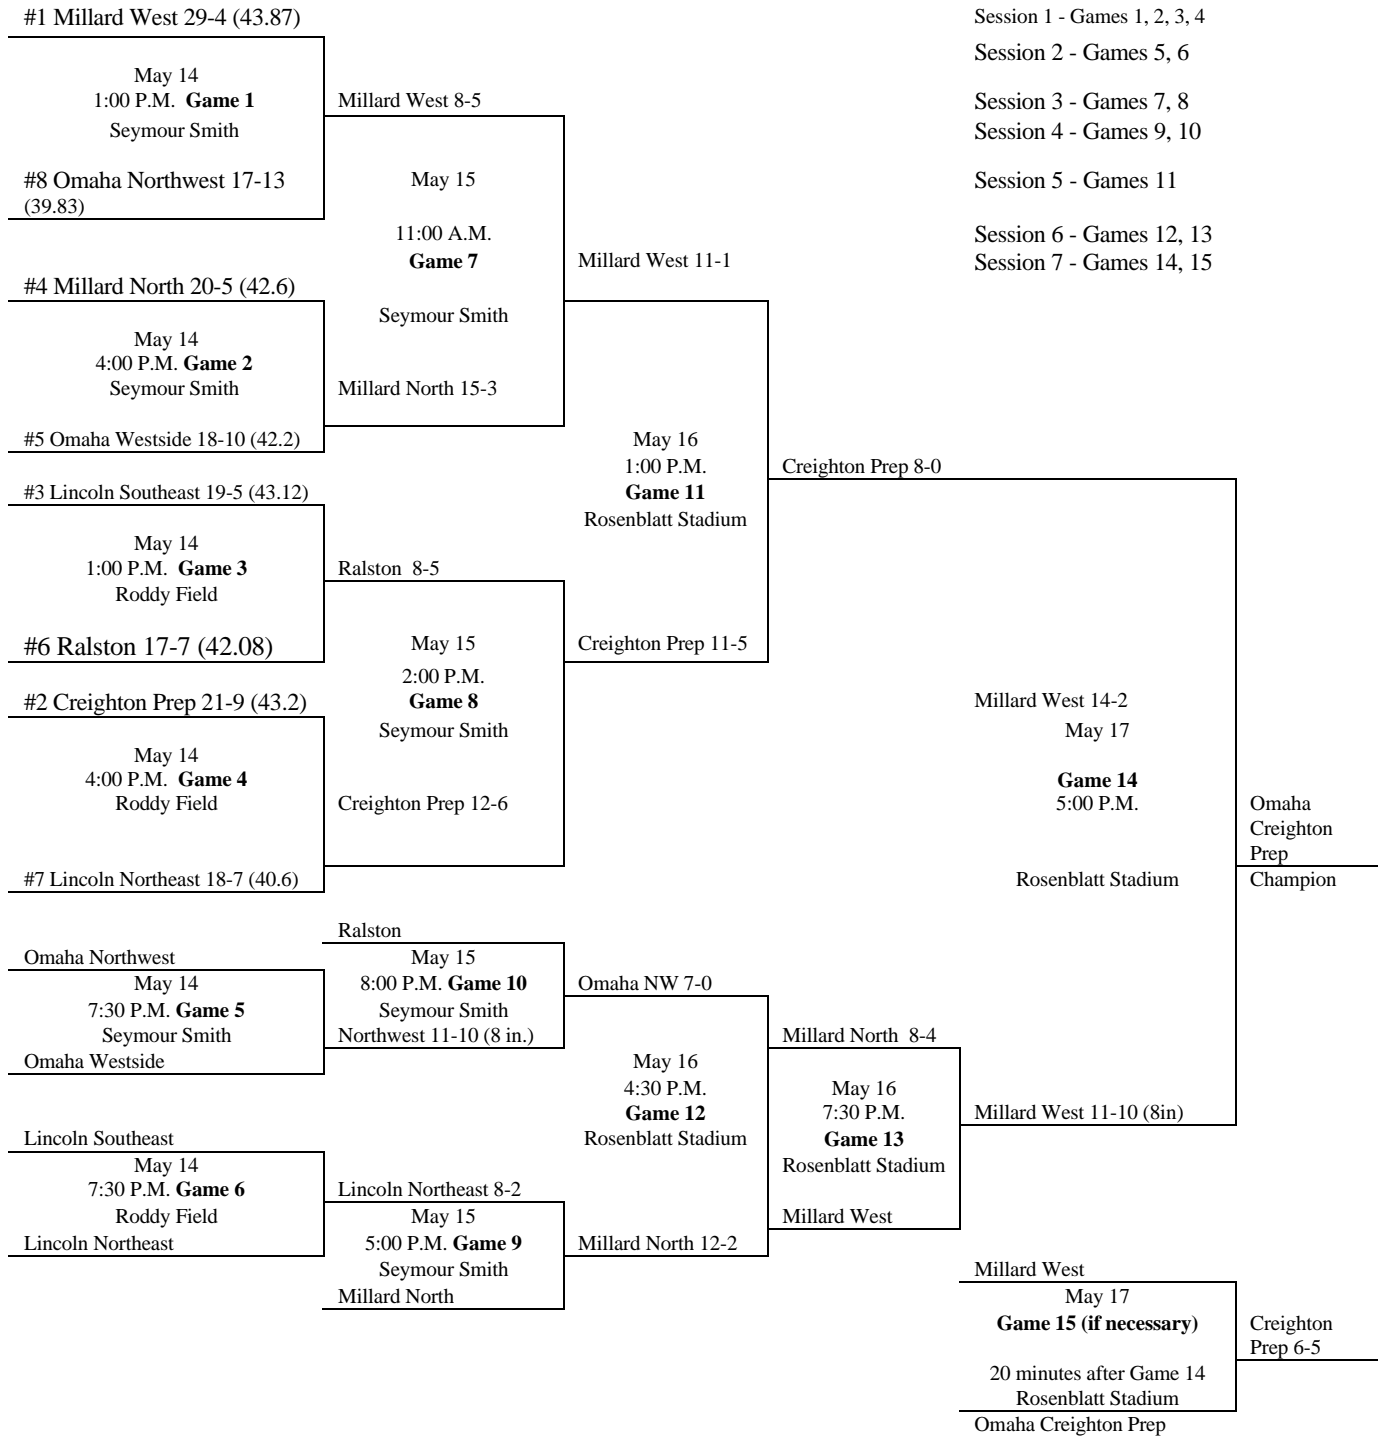 #1 Millard West 29-4 (43.87)
May 14
1:00 P.M. Game 1
Seymour Smith
#8 Omaha Northwest 17-13
(39.83)
Millard West 8-5
May 15
11:00 A.M.
Game 7
Seymour Smith
Millard North 15-3
#4 Millard North 20-5 (42.6)
May 14
4:00 P.M. Game 2
Seymour Smith
#5 Omaha Westside 18-10 (42.2)
Millard West 11-1
May 16
1:00 P.M.
Game 11
Rosenblatt Stadium
Creighton Prep 11-5
#3 Lincoln Southeast 19-5 (43.12)
May 14
1:00 P.M. Game 3
Roddy Field
#6 Ralston 17-7 (42.08)
Ralston 8-5
May 15
2:00 P.M.
Game 8
Seymour Smith
Creighton Prep 12-6
#2 Creighton Prep 21-9 (43.2)
May 14
4:00 P.M. Game 4
Roddy Field
#7 Lincoln Northeast 18-7 (40.6)
Session 1 - Games 1, 2, 3, 4
Session 2 - Games 5, 6
Session 3 - Games 7, 8
Session 4 - Games 9, 10
Session 5 - Games 11
Session 6 - Games 12, 13
Session 7 - Games 14, 15
Creighton Prep 8-0
Millard West 14-2
May 17
Game 14
5:00 P.M.
Rosenblatt Stadium
Omaha
Creighton
Prep
Champion
Omaha Northwest
May 14
7:30 P.M. Game 5
Seymour Smith
Omaha Westside
Ralston
May 15
8:00 P.M. Game 10
Seymour Smith
Northwest 11-10 (8 in.)
Omaha NW 7-0
May 16
4:30 P.M.
Game 12
Rosenblatt Stadium
Millard North 12-2
Lincoln Southeast
May 14
7:30 P.M. Game 6
Roddy Field
Lincoln Northeast
Lincoln Northeast 8-2
May 15
5:00 P.M. Game 9
Seymour Smith
Millard North
Millard North 8-4
May 16
7:30 P.M.
Game 13
Rosenblatt Stadium
Millard West
Millard West 11-10 (8in)
Millard West
May 17
Game 15 (if necessary)
20 minutes after Game 14
Rosenblatt Stadium
Omaha Creighton Prep
Creighton
Prep 6-5